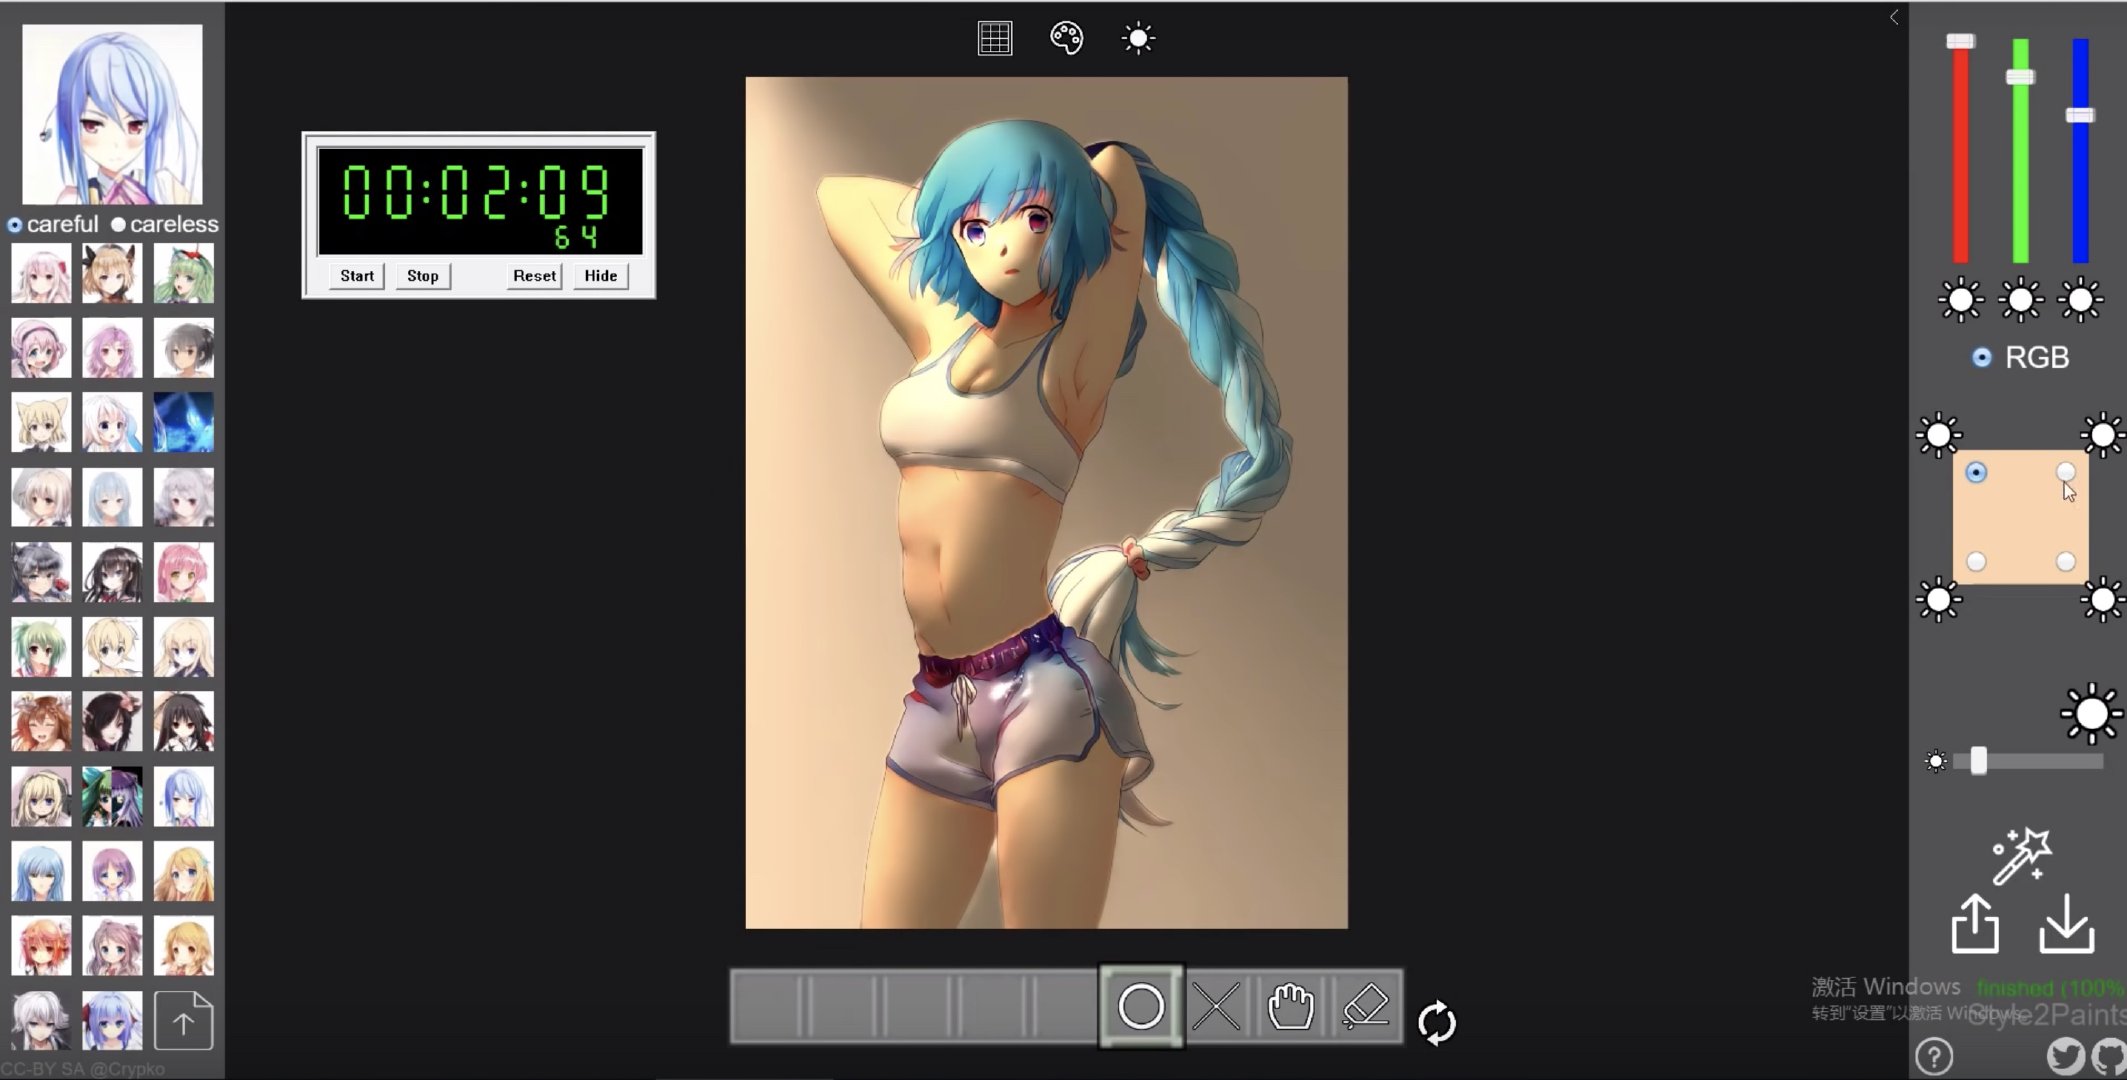 careful careless
00:02:09
64
Start Stop Reset Hide
RGB
激活 Windows
finished (100%
转到"设置"以激活 Windows。
Style2Paints
CC-BY SA @Crypko